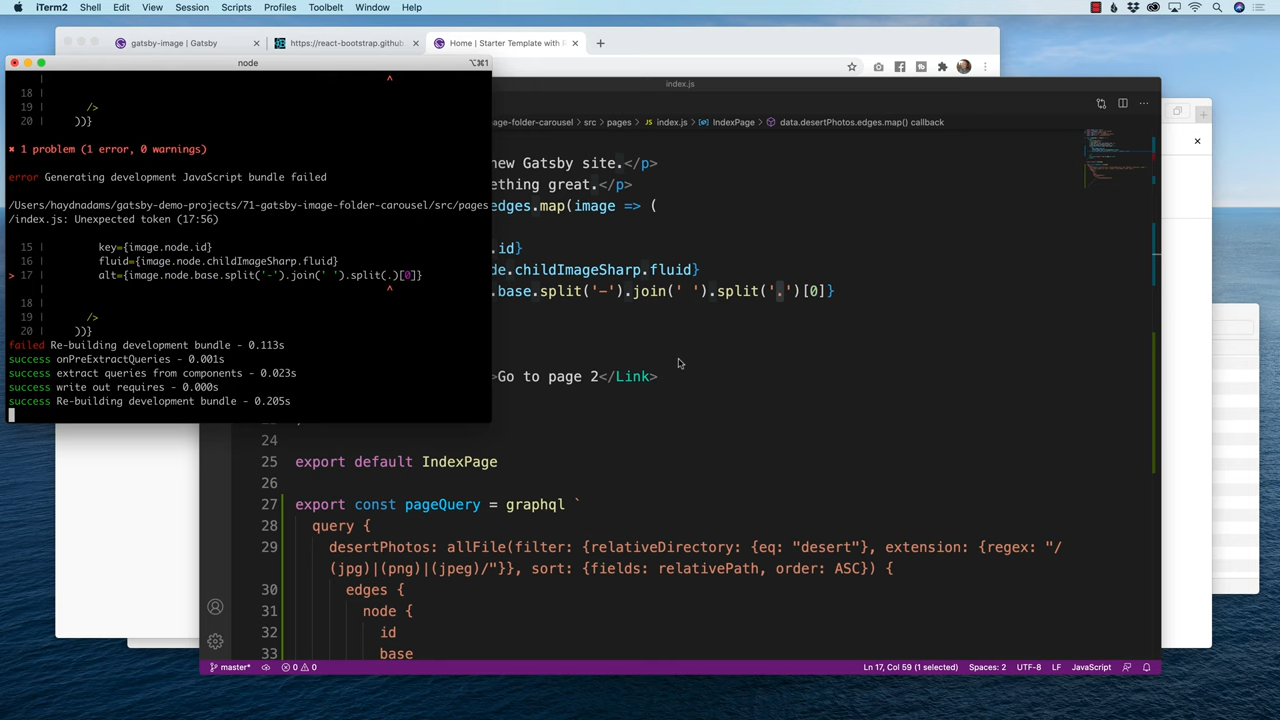 iTerm2 Shell Edit View Session Scripts Profiles Toolbelt Window Help
gatsby-image | Gatsby
https://react-bootstrap.github
Home | Starter Template with
node
⌥⌘1
|
^
18 |
19 | />
20 | ))}
✖ 1 problem (1 error, 0 warnings)
error Generating development JavaScript bundle failed
/Users/haydnadams/gatsby-demo-projects/71-gatsby-image-folder-carousel/src/pages
/index.js: Unexpected token (17:56)
15 | key={image.node.id}
16 | fluid={image.node.childImageSharp.fluid}
> 17 | alt={image.node.base.split('-').join(' ').split(.)[0]}
| ^
18 |
19 | />
20 | ))}
failed Re-building development bundle - 0.113s
success onPreExtractQueries - 0.001s
success extract queries from components - 0.023s
success write out requires - 0.000s
success Re-building development bundle - 0.205s
index.js
mage-folder-carousel › src › pages › JS index.js › IndexPage › data.desertPhotos.edges.map() callback
new Gatsby site.</p>
ething great.</p>
edges.map(image => (
.id}
de.childImageSharp.fluid}
.base.split('-').join(' ').split('.')[0]}
>Go to page 2</Link>
24
25 export default IndexPage
26
27 export const pageQuery = graphql `
28 query {
29 desertPhotos: allFile(filter: {relativeDirectory: {eq: "desert"}, extension: {regex: "/
(jpg)|(png)|(jpeg)/"}}, sort: {fields: relativePath, order: ASC}) {
30 edges {
31 node {
32 id
33 base
master* 0 0 Ln 17, Col 59 (1 selected) Spaces: 2 UTF-8 LF JavaScript